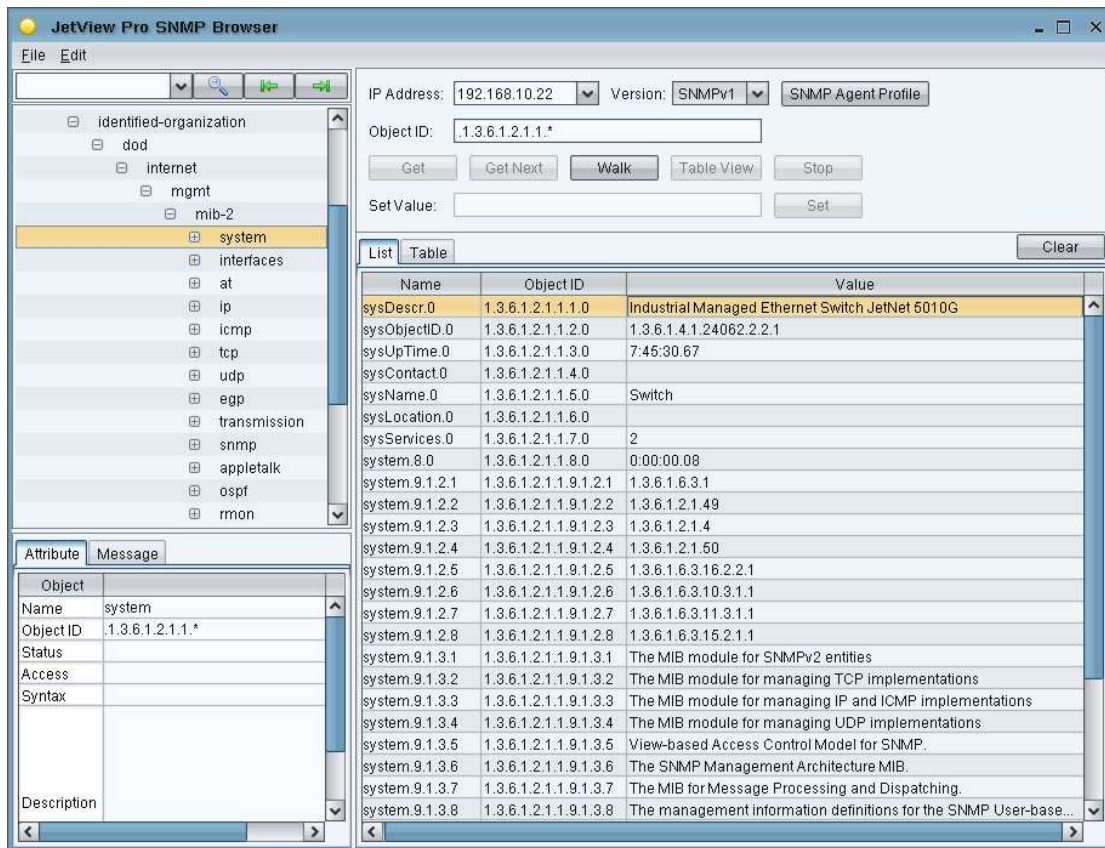 JetView Pro SNMP Browser
File Edit
identified-organization
dod
internet
mgmt
mib-2
system
interfaces
at
ip
icmp
tcp
udp
egp
transmission
snmp
appletalk
ospf
rmon
Attribute Message
Object
Name system
Object ID .1.3.6.1.2.1.1.*
Status
Access
Syntax
Description
IP Address: 192.168.10.22 Version: SNMPv1 SNMP Agent Profile
Object ID: .1.3.6.1.2.1.1.*
Get Get Next Walk Table View Stop
Set Value: Set
List Table Clear
Name Object ID Value
sysDescr.0 1.3.6.1.2.1.1.1.0 Industrial Managed Ethernet Switch JetNet 5010G
sysObjectID.0 1.3.6.1.2.1.1.2.0 1.3.6.1.4.1.24062.2.2.1
sysUpTime.0 1.3.6.1.2.1.1.3.0 7:45:30.67
sysContact.0 1.3.6.1.2.1.1.4.0
sysName.0 1.3.6.1.2.1.1.5.0 Switch
sysLocation.0 1.3.6.1.2.1.1.6.0
sysServices.0 1.3.6.1.2.1.1.7.0 2
system.8.0 1.3.6.1.2.1.1.8.0 0:00:00.08
system.9.1.2.1 1.3.6.1.2.1.1.9.1.2.1 1.3.6.1.6.3.1
system.9.1.2.2 1.3.6.1.2.1.1.9.1.2.2 1.3.6.1.2.1.49
system.9.1.2.3 1.3.6.1.2.1.1.9.1.2.3 1.3.6.1.2.1.4
system.9.1.2.4 1.3.6.1.2.1.1.9.1.2.4 1.3.6.1.2.1.50
system.9.1.2.5 1.3.6.1.2.1.1.9.1.2.5 1.3.6.1.6.3.16.2.2.1
system.9.1.2.6 1.3.6.1.2.1.1.9.1.2.6 1.3.6.1.6.3.10.3.1.1
system.9.1.2.7 1.3.6.1.2.1.1.9.1.2.7 1.3.6.1.6.3.11.3.1.1
system.9.1.2.8 1.3.6.1.2.1.1.9.1.2.8 1.3.6.1.6.3.15.2.1.1
system.9.1.3.1 1.3.6.1.2.1.1.9.1.3.1 The MIB module for SNMPv2 entities
system.9.1.3.2 1.3.6.1.2.1.1.9.1.3.2 The MIB module for managing TCP implementations
system.9.1.3.3 1.3.6.1.2.1.1.9.1.3.3 The MIB module for managing IP and ICMP implementations
system.9.1.3.4 1.3.6.1.2.1.1.9.1.3.4 The MIB module for managing UDP implementations
system.9.1.3.5 1.3.6.1.2.1.1.9.1.3.5 View-based Access Control Model for SNMP.
system.9.1.3.6 1.3.6.1.2.1.1.9.1.3.6 The SNMP Management Architecture MIB.
system.9.1.3.7 1.3.6.1.2.1.1.9.1.3.7 The MIB for Message Processing and Dispatching.
system.9.1.3.8 1.3.6.1.2.1.1.9.1.3.8 The management information definitions for the SNMP User-base...